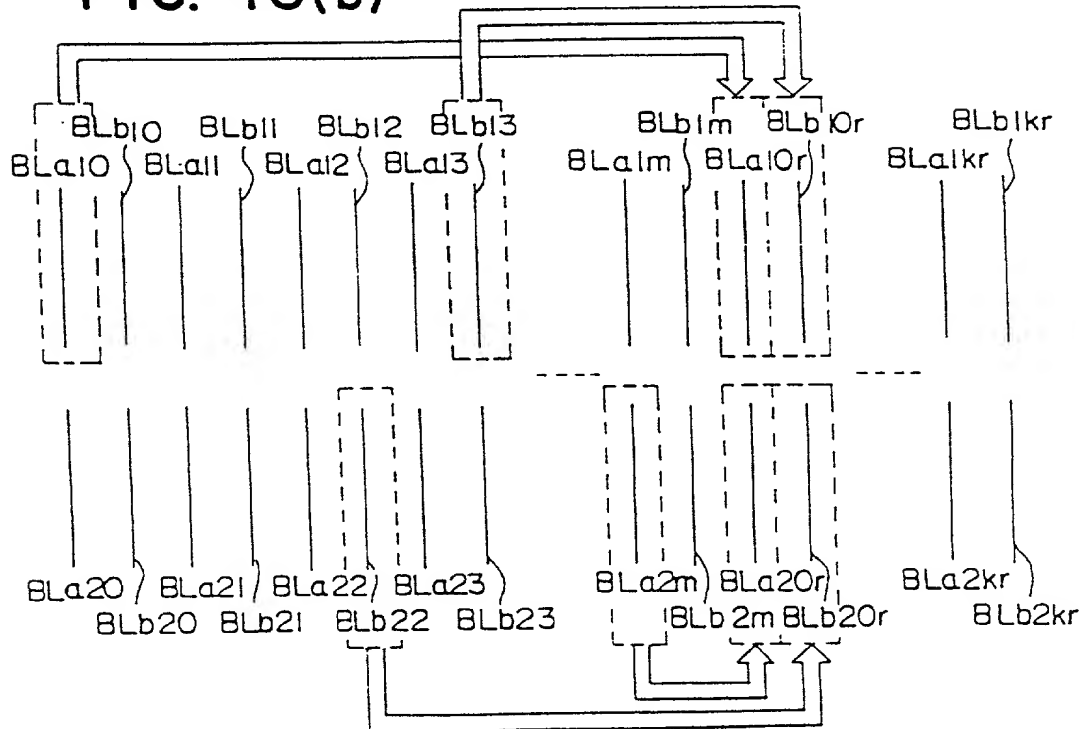 FIG. 10(b)
BLb10 BLb11 BLb12 BLb13 BLb1m BLb10r BLb1kr
BLa10 BLa11 BLa12 BLa13 BLa1m BLa10r BLa1kr
BLa20 BLa21 BLa22 BLa23 BLa2m BLa20r BLa2kr
BLb20 BLb21 BLb22 BLb23 BLb2m BLb20r BLb2kr